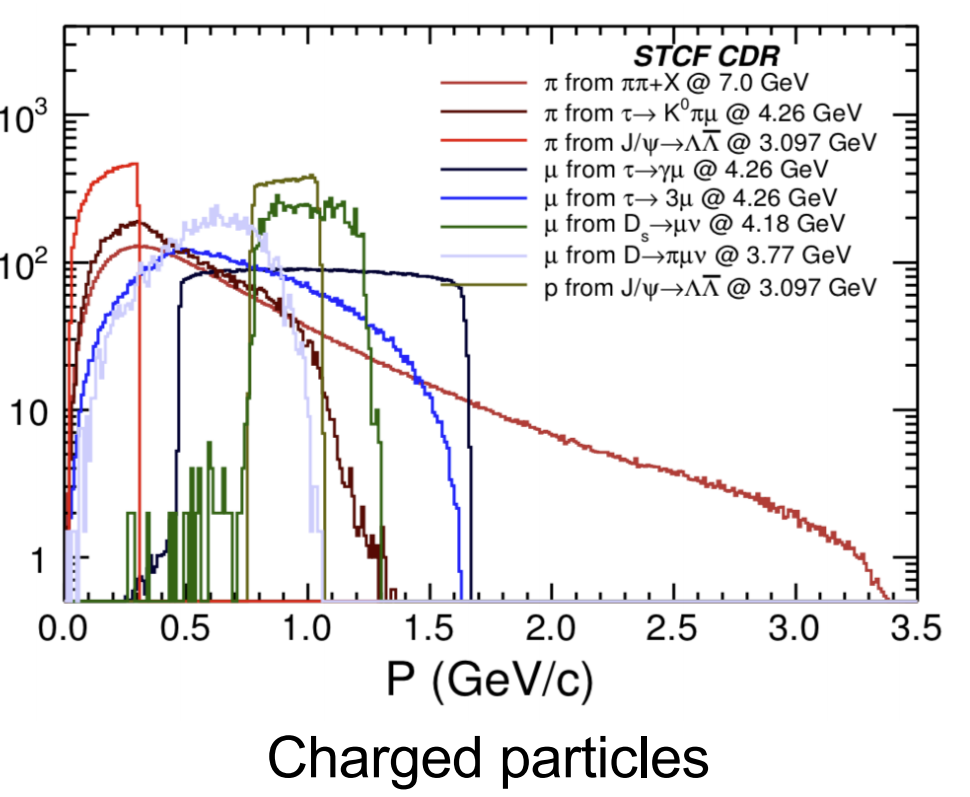 STCF CDR
π from ππ+X @ 7.0 GeV
π from τ→ K⁰πμ @ 4.26 GeV
π from J/ψ→ΛΛ̅ @ 3.097 GeV
μ from τ→γμ @ 4.26 GeV
μ from τ→ 3μ @ 4.26 GeV
μ from Dₛ→μν @ 4.18 GeV
μ from D→πμν @ 3.77 GeV
p from J/ψ→ΛΛ̅ @ 3.097 GeV
10³
10²
10
1
0.0 0.5 1.0 1.5 2.0 2.5 3.0 3.5
P (GeV/c)
Charged particles